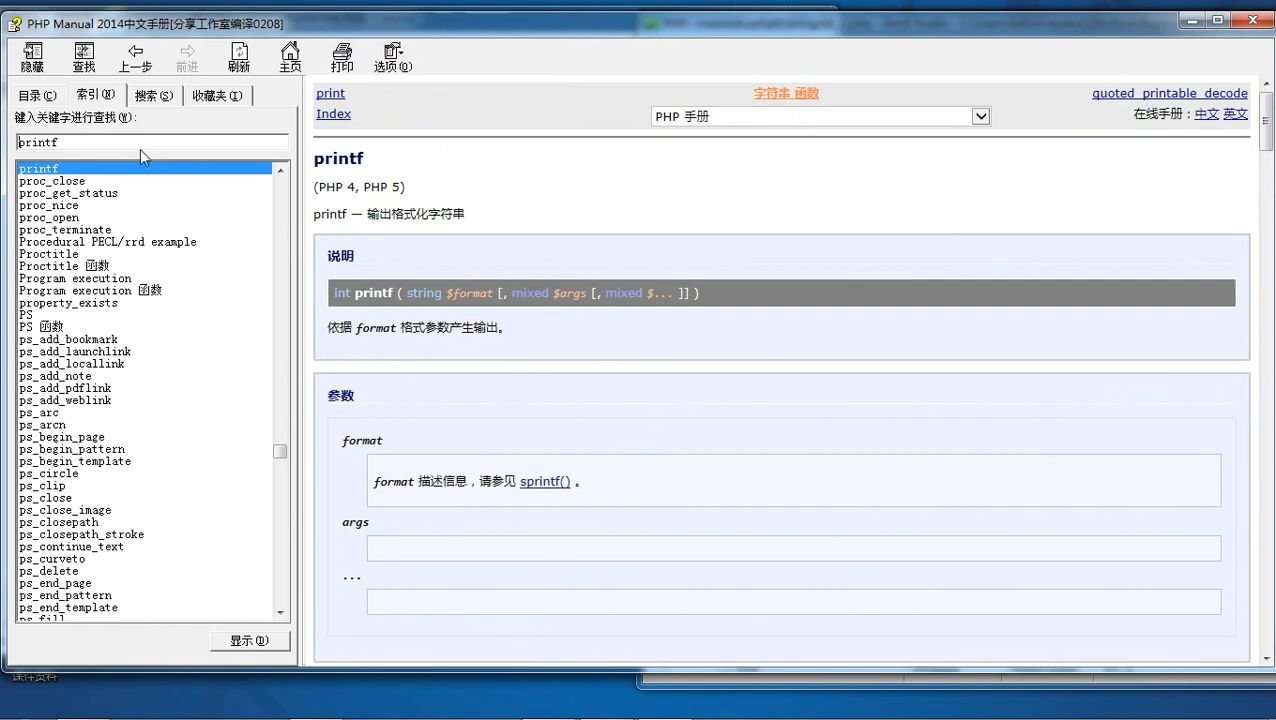 PHP Manual 2014中文手册[分享工作室编译0208]
隐藏 查找 上一步 前进 刷新 主页 打印 选项(O)
目录(C) 索引(N) 搜索(S) 收藏夹(I)
键入关键字进行查找(W):
printf
printf
proc_close
proc_get_status
proc_nice
proc_open
proc_terminate
Procedural PECL/rrd example
Proctitle
Proctitle 函数
Program execution
Program execution 函数
property_exists
PS
PS 函数
ps_add_bookmark
ps_add_launchlink
ps_add_locallink
ps_add_note
ps_add_pdflink
ps_add_weblink
ps_arc
ps_arcn
ps_begin_page
ps_begin_pattern
ps_begin_template
ps_circle
ps_clip
ps_close
ps_close_image
ps_closepath
ps_closepath_stroke
ps_continue_text
ps_curveto
ps_delete
ps_end_page
ps_end_pattern
ps_end_template
ps_fill
显示(D)
print 字符串 函数 quoted_printable_decode
Index PHP 手册 在线手册：中文 英文
printf
(PHP 4, PHP 5)
printf — 输出格式化字符串
说明
int printf ( string $format [, mixed $args [, mixed $... ]] )
依据 format 格式参数产生输出。
参数
format
format 描述信息，请参见 sprintf() 。
args
...
课件资料